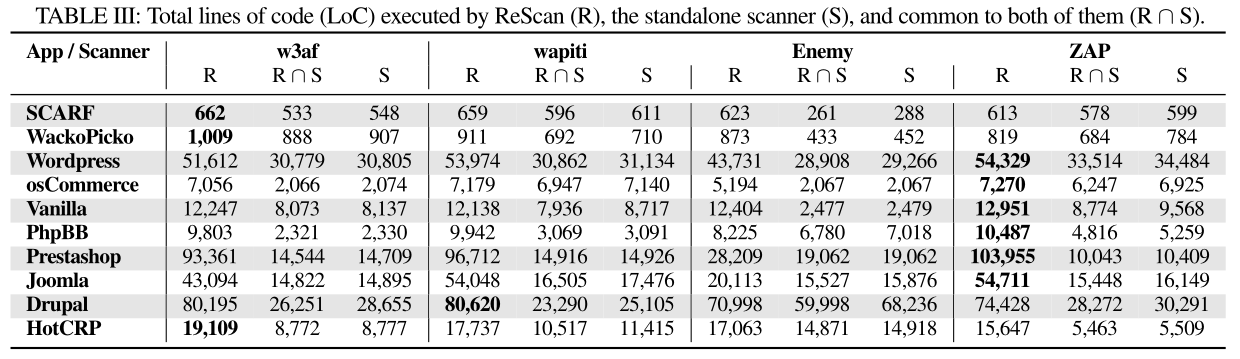 TABLE III: Total lines of code (LoC) executed by ReScan (R), the standalone scanner (S), and common to both of them (R ∩ S).
App / Scanner w3af wapiti Enemy ZAP
R R ∩ S S R R ∩ S S R R ∩ S S R R ∩ S S
SCARF 662 533 548 659 596 611 623 261 288 613 578 599
WackoPicko 1,009 888 907 911 692 710 873 433 452 819 684 784
Wordpress 51,612 30,779 30,805 53,974 30,862 31,134 43,731 28,908 29,266 54,329 33,514 34,484
osCommerce 7,056 2,066 2,074 7,179 6,947 7,140 5,194 2,067 2,067 7,270 6,247 6,925
Vanilla 12,247 8,073 8,137 12,138 7,936 8,717 12,404 2,477 2,479 12,951 8,774 9,568
PhpBB 9,803 2,321 2,330 9,942 3,069 3,091 8,225 6,780 7,018 10,487 4,816 5,259
Prestashop 93,361 14,544 14,709 96,712 14,916 14,926 28,209 19,062 19,062 103,955 10,043 10,409
Joomla 43,094 14,822 14,895 54,048 16,505 17,476 20,113 15,527 15,876 54,711 15,448 16,149
Drupal 80,195 26,251 28,655 80,620 23,290 25,105 70,998 59,998 68,236 74,428 28,272 30,291
HotCRP 19,109 8,772 8,777 17,737 10,517 11,415 17,063 14,871 14,918 15,647 5,463 5,509